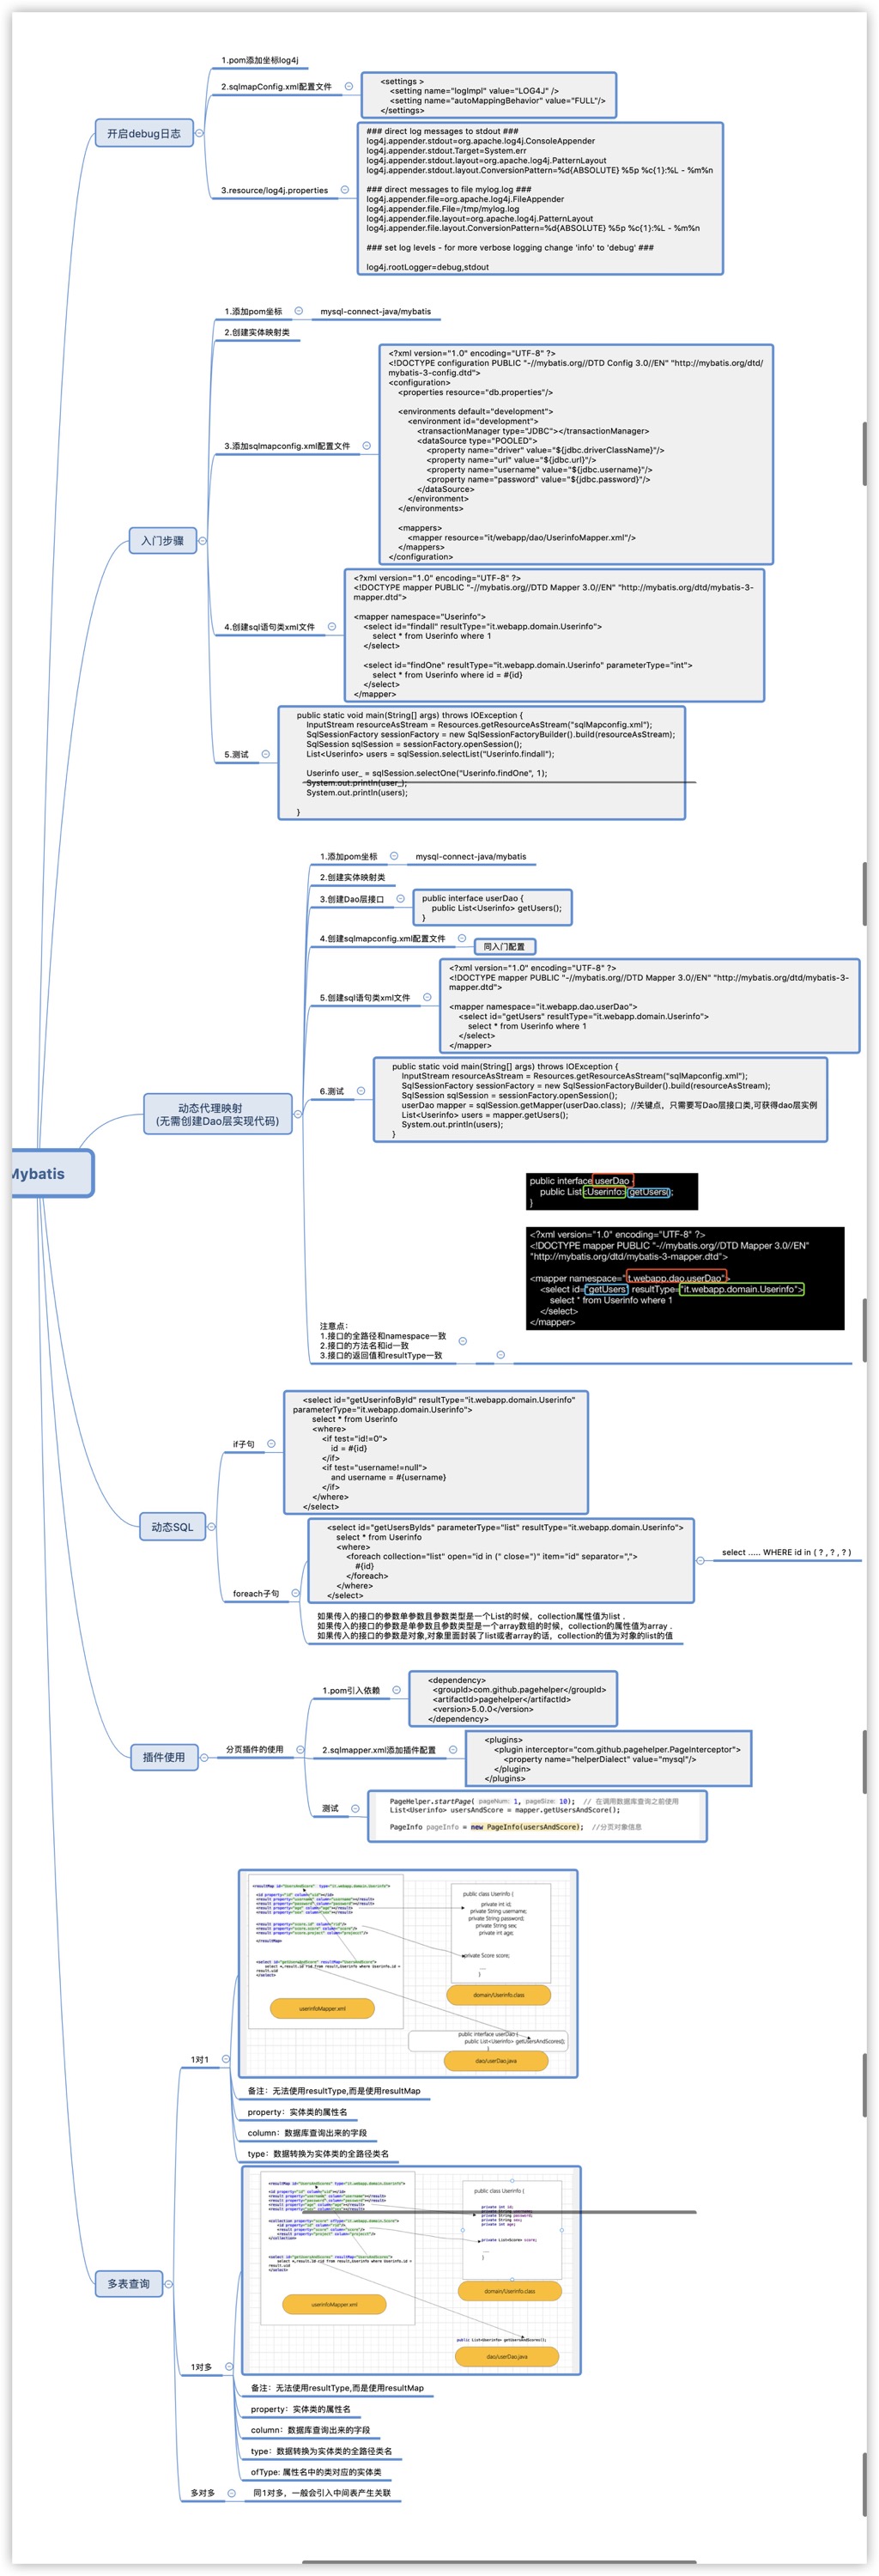 Mybatis
开启debug日志
1.pom添加坐标log4j
2.sqlmapConfig.xml配置文件
<settings >
<setting name="logImpl" value="LOG4J" />
<setting name="autoMappingBehavior" value="FULL"/>
</settings>
3.resource/log4j.properties
### direct log messages to stdout ###
log4j.appender.stdout=org.apache.log4j.ConsoleAppender
log4j.appender.stdout.Target=System.err
log4j.appender.stdout.layout=org.apache.log4j.PatternLayout
log4j.appender.stdout.layout.ConversionPattern=%d{ABSOLUTE} %5p %c{1}:%L - %m%n
### direct messages to file mylog.log ###
log4j.appender.file=org.apache.log4j.FileAppender
log4j.appender.file.File=/tmp/mylog.log
log4j.appender.file.layout=org.apache.log4j.PatternLayout
log4j.appender.file.layout.ConversionPattern=%d{ABSOLUTE} %5p %c{1}:%L - %m%n
### set log levels - for more verbose logging change 'info' to 'debug' ###
log4j.rootLogger=debug,stdout
入门步骤
1.添加pom坐标
mysql-connect-java/mybatis
2.创建实体映射类
3.添加sqlmapconfig.xml配置文件
<?xml version="1.0" encoding="UTF-8" ?>
<!DOCTYPE configuration PUBLIC "-//mybatis.org//DTD Config 3.0//EN" "http://mybatis.org/dtd/
mybatis-3-config.dtd">
<configuration>
<properties resource="db.properties"/>
<environments default="development">
<environment id="development">
<transactionManager type="JDBC"></transactionManager>
<dataSource type="POOLED">
<property name="driver" value="${jdbc.driverClassName}"/>
<property name="url" value="${jdbc.url}"/>
<property name="username" value="${jdbc.username}"/>
<property name="password" value="${jdbc.password}"/>
</dataSource>
</environment>
</environments>
<mappers>
<mapper resource="it/webapp/dao/UserinfoMapper.xml"/>
</mappers>
</configuration>
4.创建sql语句类xml文件
<?xml version="1.0" encoding="UTF-8" ?>
<!DOCTYPE mapper PUBLIC "-//mybatis.org//DTD Mapper 3.0//EN" "http://mybatis.org/dtd/mybatis-3-
mapper.dtd">
<mapper namespace="Userinfo">
<select id="findall" resultType="it.webapp.domain.Userinfo">
select * from Userinfo where 1
</select>
<select id="findOne" resultType="it.webapp.domain.Userinfo" parameterType="int">
select * from Userinfo where id = #{id}
</select>
</mapper>
5.测试
public static void main(String[] args) throws IOException {
InputStream resourceAsStream = Resources.getResourceAsStream("sqlMapconfig.xml");
SqlSessionFactory sessionFactory = new SqlSessionFactoryBuilder().build(resourceAsStream);
SqlSession sqlSession = sessionFactory.openSession();
List<Userinfo> users = sqlSession.selectList("Userinfo.findall");
Userinfo user_ = sqlSession.selectOne("Userinfo.findOne", 1);
System.out.println(user_);
System.out.println(users);
}
动态代理映射
(无需创建Dao层实现代码)
1.添加pom坐标
mysql-connect-java/mybatis
2.创建实体映射类
3.创建Dao层接口
public interface userDao {
public List<Userinfo> getUsers();
}
4.创建sqlmapconfig.xml配置文件
同入门配置
5.创建sql语句类xml文件
<?xml version="1.0" encoding="UTF-8" ?>
<!DOCTYPE mapper PUBLIC "-//mybatis.org//DTD Mapper 3.0//EN" "http://mybatis.org/dtd/mybatis-3-
mapper.dtd">
<mapper namespace="it.webapp.dao.userDao">
<select id="getUsers" resultType="it.webapp.domain.Userinfo">
select * from Userinfo where 1
</select>
</mapper>
6.测试
public static void main(String[] args) throws IOException {
InputStream resourceAsStream = Resources.getResourceAsStream("sqlMapconfig.xml");
SqlSessionFactory sessionFactory = new SqlSessionFactoryBuilder().build(resourceAsStream);
SqlSession sqlSession = sessionFactory.openSession();
userDao mapper = sqlSession.getMapper(userDao.class); //关键点，只需要写Dao层接口类,可获得dao层实例
List<Userinfo> users = mapper.getUsers();
System.out.println(users);
}
public interface userDao {
public List<Userinfo> getUsers();
}
<?xml version="1.0" encoding="UTF-8" ?>
<!DOCTYPE mapper PUBLIC "-//mybatis.org//DTD Mapper 3.0//EN"
"http://mybatis.org/dtd/mybatis-3-mapper.dtd">
<mapper namespace="it.webapp.dao.userDao">
<select id="getUsers" resultType="it.webapp.domain.Userinfo">
select * from Userinfo where 1
</select>
</mapper>
注意点：
1.接口的全路径和namespace一致
2.接口的方法名和id一致
3.接口的返回值和resultType一致
动态SQL
if子句
<select id="getUserinfoById" resultType="it.webapp.domain.Userinfo"
parameterType="it.webapp.domain.Userinfo">
select * from Userinfo
<where>
<if test="id!=0">
id = #{id}
</if>
<if test="username!=null">
and username = #{username}
</if>
</where>
</select>
foreach子句
<select id="getUsersByIds" parameterType="list" resultType="it.webapp.domain.Userinfo">
select * from Userinfo
<where>
<foreach collection="list" open="id in (" close=")" item="id" separator=",">
#{id}
</foreach>
</where>
</select>
select ..... WHERE id in ( ? , ? , ? )
如果传入的接口的参数单参数且参数类型是一个List的时候，collection属性值为list .
如果传入的接口的参数是单参数且参数类型是一个array数组的时候，collection的属性值为array .
如果传入的接口的参数是对象,对象里面封装了list或者array的话，collection的值为对象的list的值
插件使用
分页插件的使用
1.pom引入依赖
<dependency>
<groupId>com.github.pagehelper</groupId>
<artifactId>pagehelper</artifactId>
<version>5.0.0</version>
</dependency>
2.sqlmapper.xml添加插件配置
<plugins>
<plugin interceptor="com.github.pagehelper.PageInterceptor">
<property name="helperDialect" value="mysql"/>
</plugin>
</plugins>
测试
PageHelper.startPage( pageNum: 1, pageSize: 10); // 在调用数据库查询之前使用
List<Userinfo> usersAndScore = mapper.getUsersAndScore();
PageInfo pageInfo = new PageInfo(usersAndScore); //分页对象信息
多表查询
1对1
public class Userinfo {
private int id;
private String username;
private String password;
private String sex;
private int age;
private Score score;
....
}
domain/Userinfo.class
userinfoMapper.xml
public interface userDao {
public List<Userinfo> getUsersAndScores();
}
dao/userDao.java
备注：无法使用resultType,而是使用resultMap
property：实体类的属性名
column：数据库查询出来的字段
type：数据转换为实体类的全路径类名
1对多
public class Userinfo {
private int id;
private String password;
private String sex;
private int age;
private List<Score> score;
....
}
domain/Userinfo.class
userinfoMapper.xml
public List<Userinfo> getUsersAndScores();
dao/userDao.java
备注：无法使用resultType,而是使用resultMap
property：实体类的属性名
column：数据库查询出来的字段
type：数据转换为实体类的全路径类名
ofType: 属性名中的类对应的实体类
多对多
同1对多，一般会引入中间表产生关联